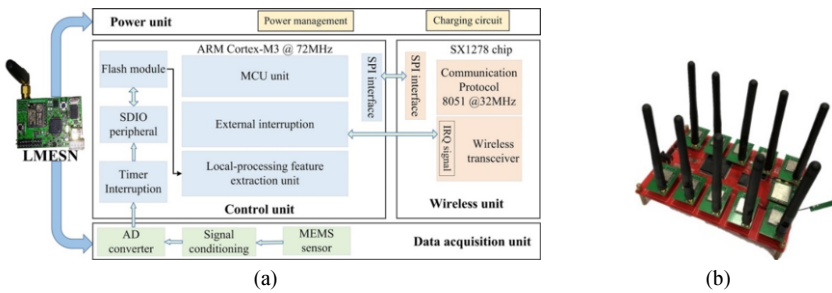 Power unit
Power management
Charging circuit
ARM Cortex-M3 @ 72MHz
SX1278 chip
Flash module
MCU unit
SPI interface
SPI interface
Communication
Protocol
8051 @32MHz
SDIO
peripheral
External interruption
IRQ signal
Wireless
transceiver
LMESN
Timer
Interruption
Local-processing feature
extraction unit
Control unit
Wireless unit
AD
converter
Signal
conditioning
MEMS
sensor
Data acquisition unit
(a)
(b)